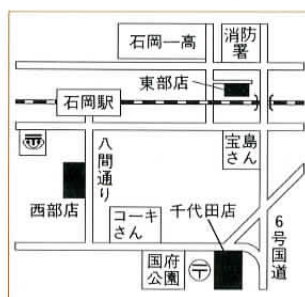 石岡一高
消防
署
東部店
石岡駅
八間通り
宝島
さん
西部店
コーキ
さん
千代田店
6号国道
国府
公園
〒